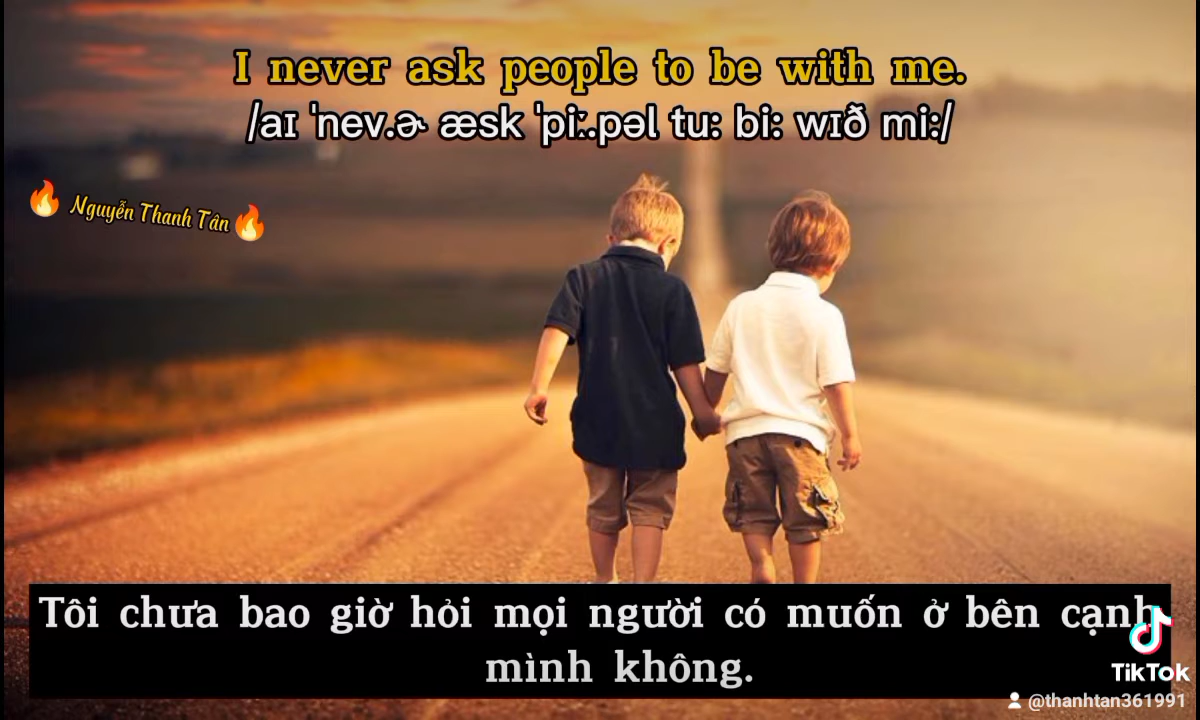 I never ask people to be with me.
/aɪ ˈnev.ɚ æsk ˈpiː.pəl tuː biː wɪð miː/
🔥 Nguyễn Thanh Tân 🔥
Tôi chưa bao giờ hỏi mọi người có muốn ở bên cạnh
mình không.
TikTok
@thanhtan361991